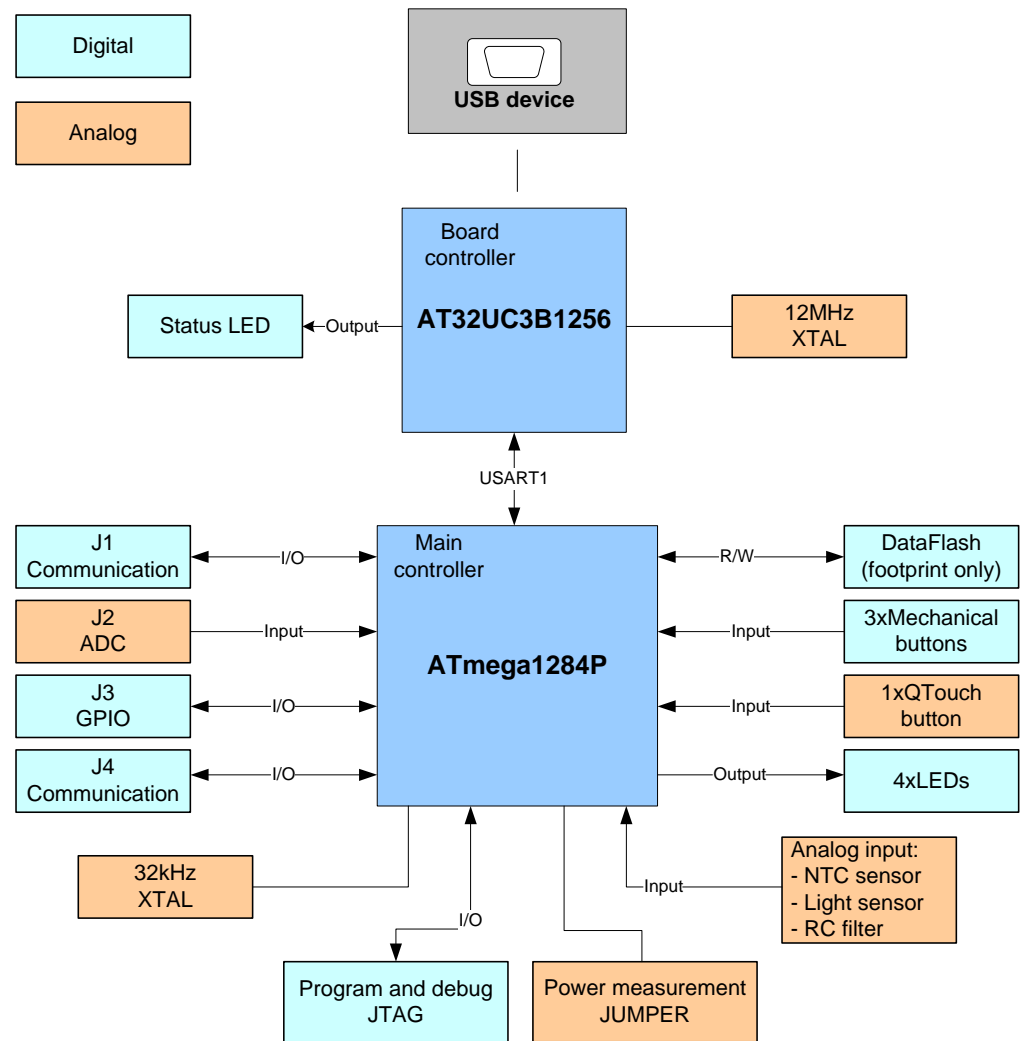 Digital
Analog
USB device
Board
controller
AT32UC3B1256
Status LED
Output
12MHz
XTAL
USART1
Main
controller
ATmega1284P
J1
Communication
I/O
J2
ADC
Input
J3
GPIO
I/O
J4
Communication
I/O
R/W
DataFlash
(footprint only)
Input
3xMechanical
buttons
Input
1xQTouch
button
Output
4xLEDs
32kHz
XTAL
I/O
Program and debug
JTAG
Power measurement
JUMPER
Input
Analog input:
- NTC sensor
- Light sensor
- RC filter